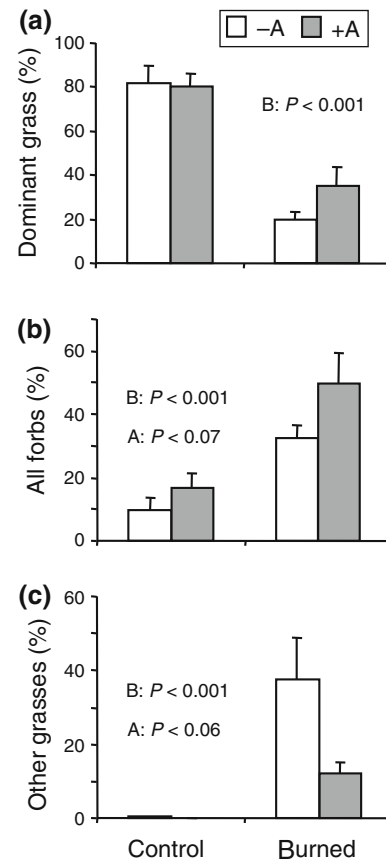 (a)
–A +A
Dominant grass (%)
100
80
60
40
20
0
B: P < 0.001
(b)
All forbs (%)
60
40
20
0
B: P < 0.001
A: P < 0.07
(c)
Other grasses (%)
60
40
20
0
B: P < 0.001
A: P < 0.06
Control Burned